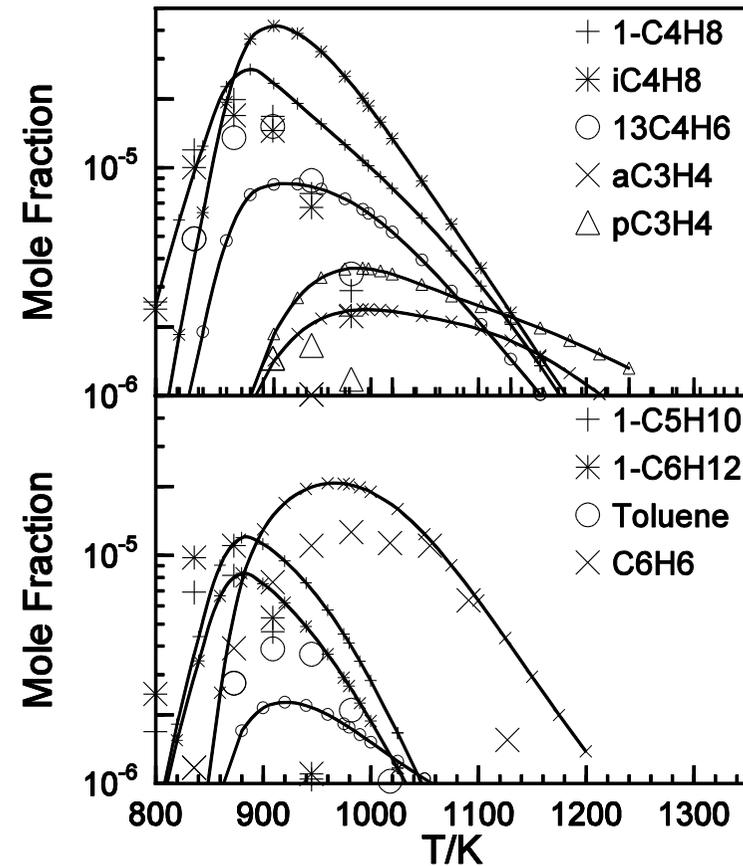 Mole Fraction
10-5
10-6
1-C4H8
iC4H8
13C4H6
aC3H4
pC3H4
Mole Fraction
10-5
10-6
1-C5H10
1-C6H12
Toluene
C6H6
800 900 1000 1100 1200 1300
T/K